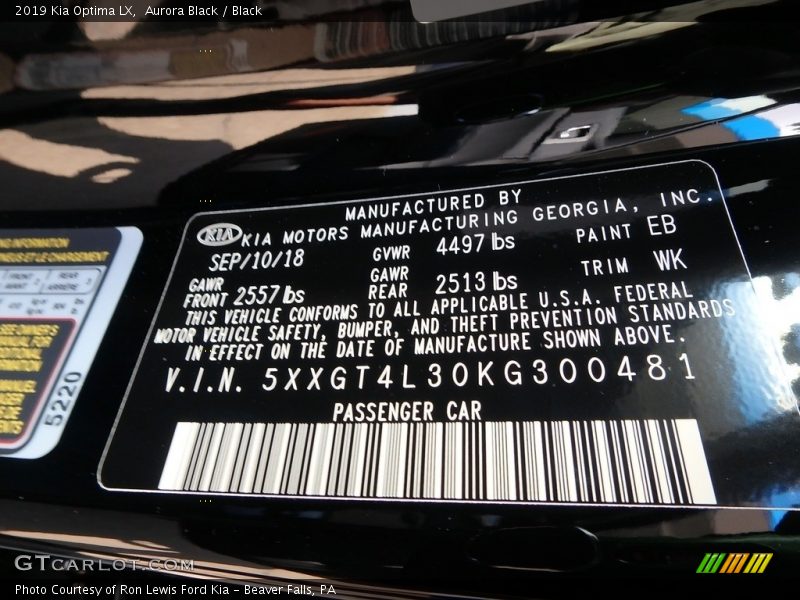 2019 Kia Optima LX, Aurora Black / Black
MANUFACTURED BY
KIA KIA MOTORS MANUFACTURING GEORGIA, INC.
SEP/10/18 GVWR 4497 lbs PAINT EB
GAWR FRONT 2557 lbs GAWR REAR 2513 lbs TRIM WK
THIS VEHICLE CONFORMS TO ALL APPLICABLE U.S.A. FEDERAL
MOTOR VEHICLE SAFETY, BUMPER, AND THEFT PREVENTION STANDARDS
IN EFFECT ON THE DATE OF MANUFACTURE SHOWN ABOVE.
V.I.N. 5XXGT4L30KG300481
PASSENGER CAR
5220
GTCARLOT.COM
Photo Courtesy of Ron Lewis Ford Kia - Beaver Falls, PA